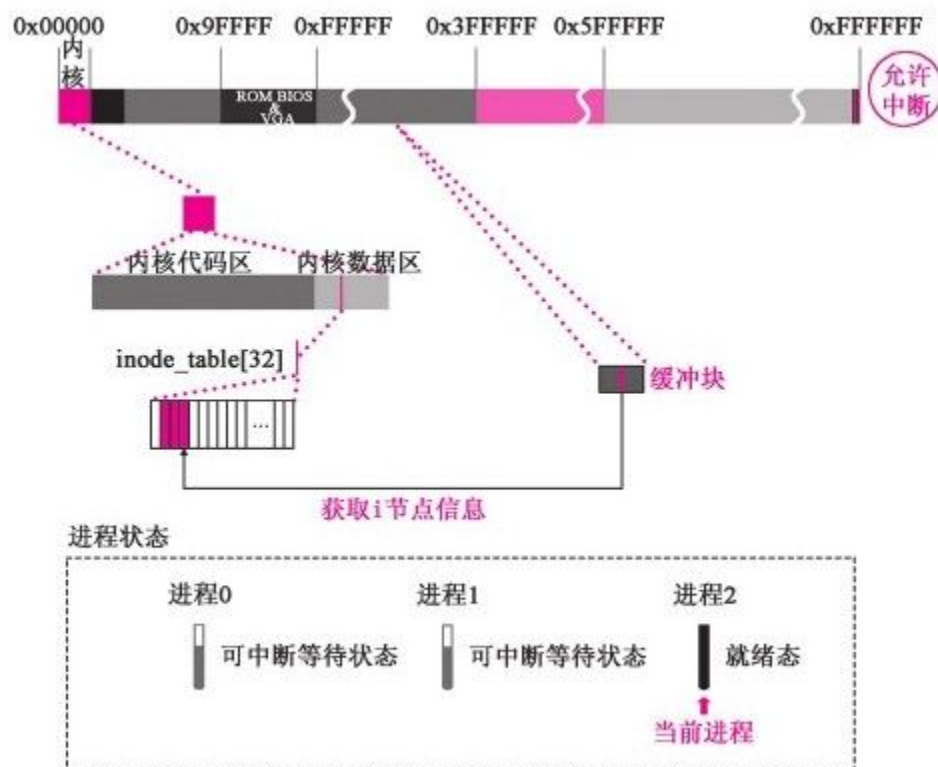 0x00000 0x9FFFF 0xFFFFF 0x3FFFFF 0x5FFFFF 0xFFFFFF
内
核
允许
中断
ROM BIOS
&
VGA
内核代码区 内核数据区
inode_table[32]
缓冲块
...
获取i节点信息
进程状态
进程0 进程1 进程2
可中断等待状态 可中断等待状态 就绪态
当前进程